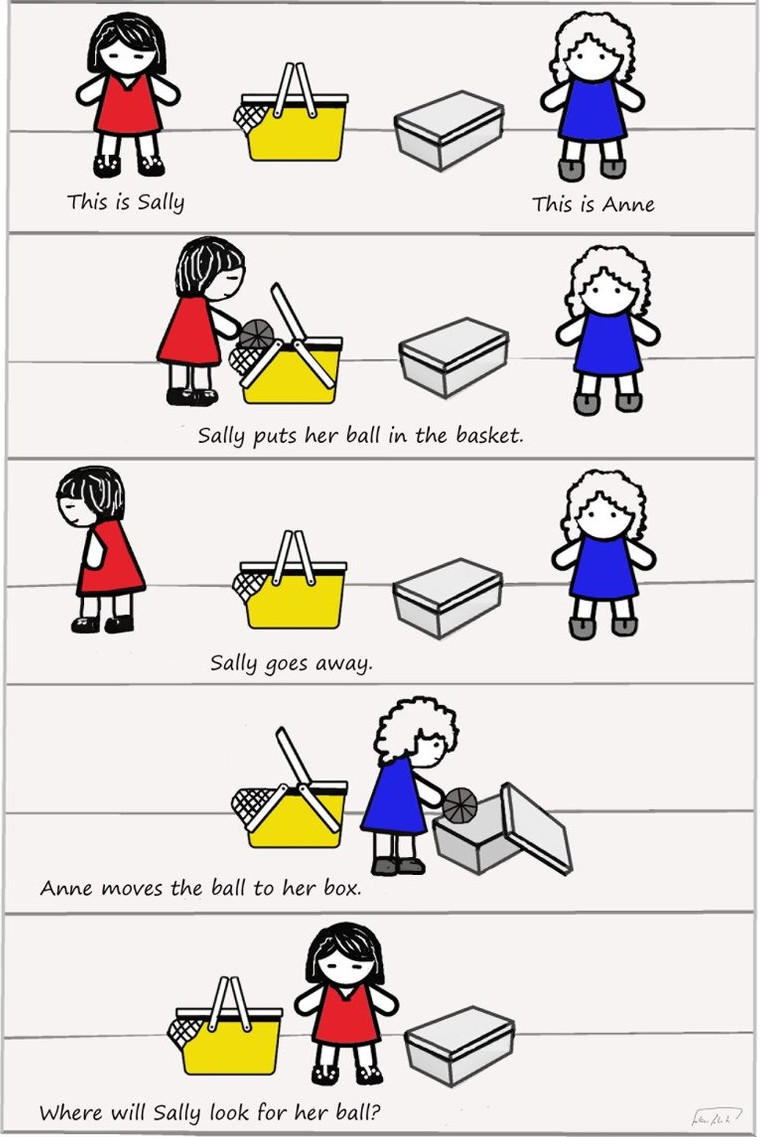 This is Sally
This is Anne
Sally puts her ball in the basket.
Sally goes away.
Anne moves the ball to her box.
Where will Sally look for her ball?